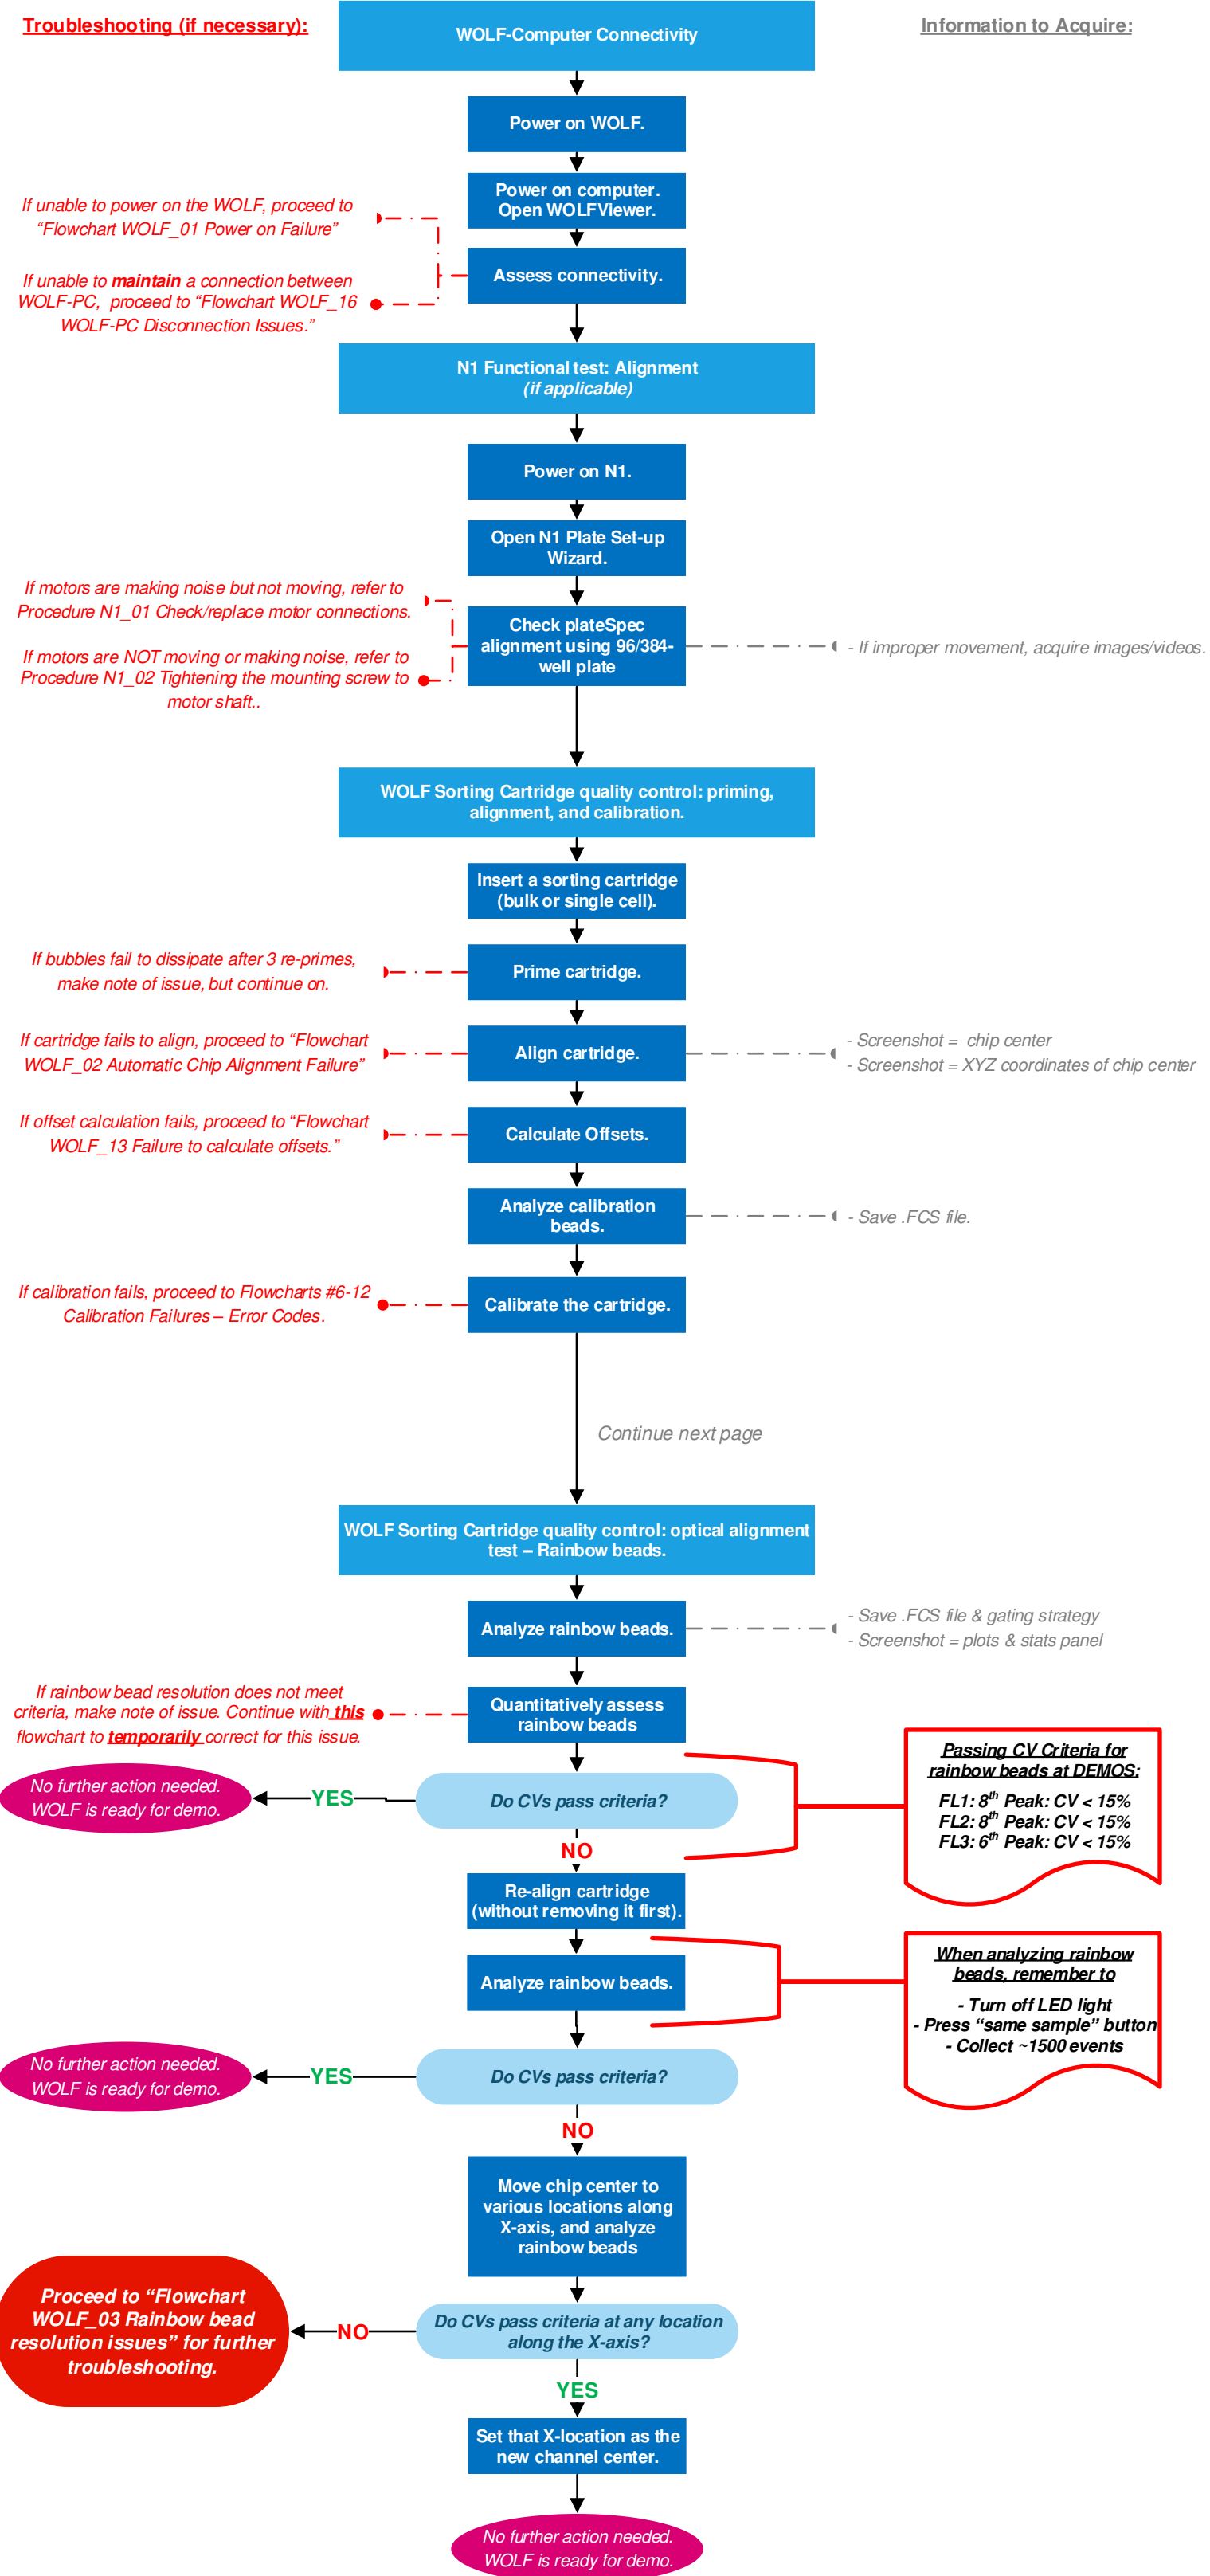 Troubleshooting (if necessary):
WOLF-Computer Connectivity
Information to Acquire:
Power on WOLF.
Power on computer.
Open WOLFViewer.
If unable to power on the WOLF, proceed to
“Flowchart WOLF_01 Power on Failure”
Assess connectivity.
If unable to maintain a connection between
WOLF-PC, proceed to “Flowchart WOLF_16
WOLF-PC Disconnection Issues.”
N1 Functional test: Alignment
(if applicable)
Power on N1.
Open N1 Plate Set-up
Wizard.
If motors are making noise but not moving, refer to
Procedure N1_01 Check/replace motor connections.
Check plateSpec
alignment using 96/384-
well plate
- If improper movement, acquire images/videos.
If motors are NOT moving or making noise, refer to
Procedure N1_02 Tightening the mounting screw to
motor shaft..
WOLF Sorting Cartridge quality control: priming,
alignment, and calibration.
Insert a sorting cartridge
(bulk or single cell).
If bubbles fail to dissipate after 3 re-primes,
make note of issue, but continue on.
Prime cartridge.
If cartridge fails to align, proceed to “Flowchart
WOLF_02 Automatic Chip Alignment Failure”
Align cartridge.
- Screenshot = chip center
- Screenshot = XYZ coordinates of chip center
If offset calculation fails, proceed to “Flowchart
WOLF_13 Failure to calculate offsets.”
Calculate Offsets.
Analyze calibration
beads.
- Save .FCS file.
If calibration fails, proceed to Flowcharts #6-12
Calibration Failures – Error Codes.
Calibrate the cartridge.
Continue next page
WOLF Sorting Cartridge quality control: optical alignment
test – Rainbow beads.
Analyze rainbow beads.
- Save .FCS file & gating strategy
- Screenshot = plots & stats panel
If rainbow bead resolution does not meet
criteria, make note of issue. Continue with this
flowchart to temporarily correct for this issue.
Quantitatively assess
rainbow beads
Passing CV Criteria for
rainbow beads at DEMOS:
FL1: 8th Peak: CV < 15%
FL2: 8th Peak: CV < 15%
FL3: 6th Peak: CV < 15%
No further action needed.
WOLF is ready for demo.
YES
Do CVs pass criteria?
NO
Re-align cartridge
(without removing it first).
Analyze rainbow beads.
When analyzing rainbow
beads, remember to
- Turn off LED light
- Press “same sample” button
- Collect ~1500 events
No further action needed.
WOLF is ready for demo.
YES
Do CVs pass criteria?
NO
Move chip center to
various locations along
X-axis, and analyze
rainbow beads
Proceed to “Flowchart
WOLF_03 Rainbow bead
resolution issues” for further
troubleshooting.
NO
Do CVs pass criteria at any location
along the X-axis?
YES
Set that X-location as the
new channel center.
No further action needed.
WOLF is ready for demo.